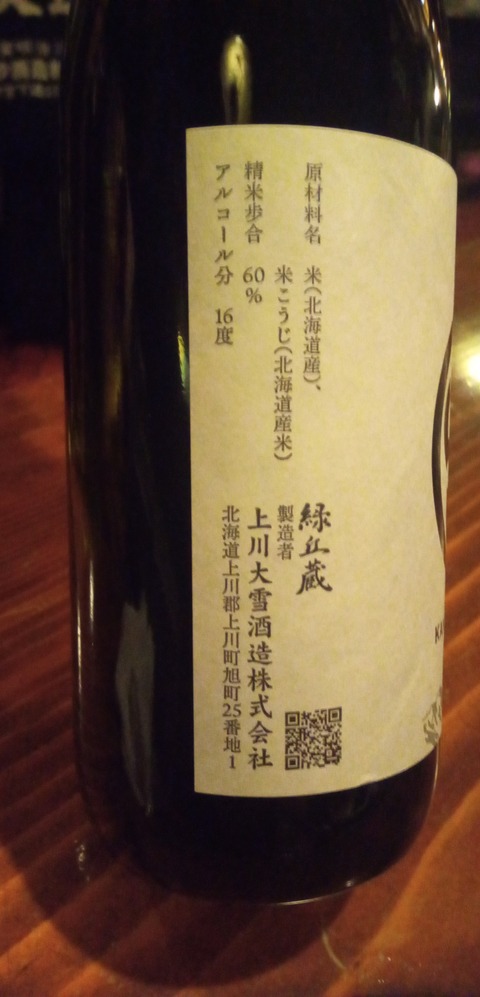 原材料名　米（北海道産）、
米こうじ（北海道産米）
精米歩合　60％
アルコール分　16度
緑丘蔵
製造者
上川大雪酒造株式会社
北海道上川郡上川町旭町25番地1